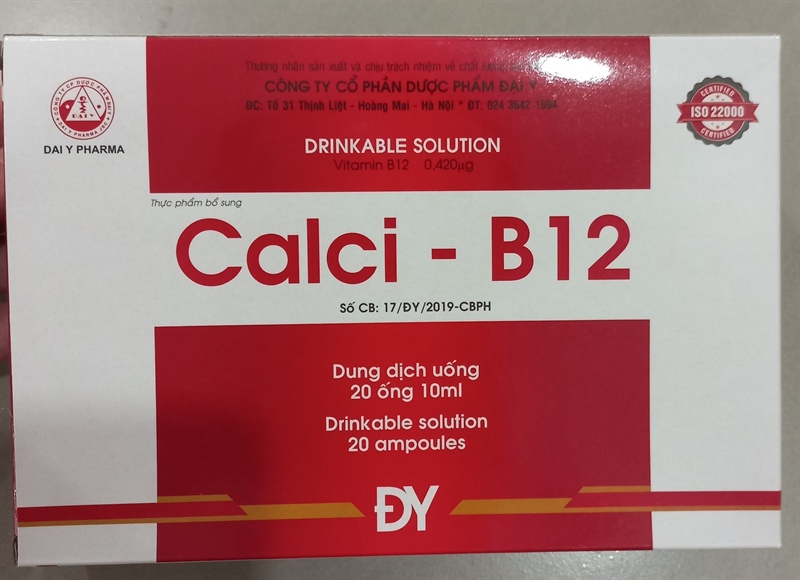 Thương nhân sản xuất và chịu trách nhiệm về chất lượng
CÔNG TY CỔ PHẦN DƯỢC PHẨM ĐẠI Y
ĐC: Tổ 31 Thịnh Liệt - Hoàng Mai - Hà Nội * ĐT: 024 3642 1594
DAI Y
DAI Y PHARMA
CERTIFIED
ISO 22000
CERTIFIED
DRINKABLE SOLUTION
Vitamin B12 0,420µg
Thực phẩm bổ sung
Calci - B12
Số CB: 17/ĐY/2019-CBPH
Dung dịch uống
20 ống 10ml
Drinkable solution
20 ampoules
ĐY